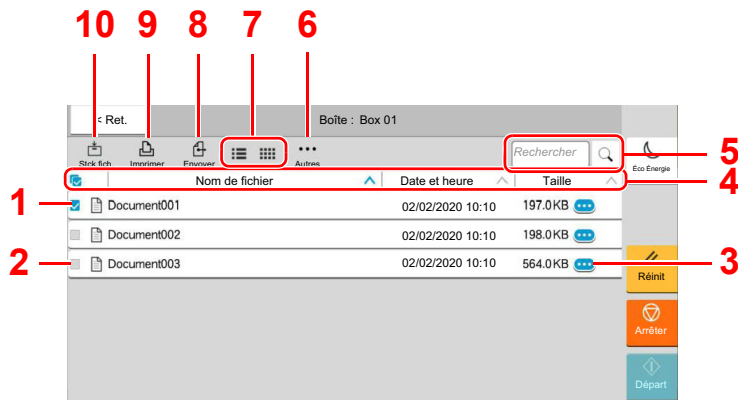 10 9 8 7 6
< Ret. Boîte : Box 01
Stck fich. Imprimer Envoyer Autres Rechercher 5
Éco Énergie
Nom de fichier Date et heure Taille 4
1 Document001 02/02/2020 10:10 197.0KB
Document002 02/02/2020 10:10 198.0KB
2 Document003 02/02/2020 10:10 564.0KB 3
Réinit
Arrêter
Départ